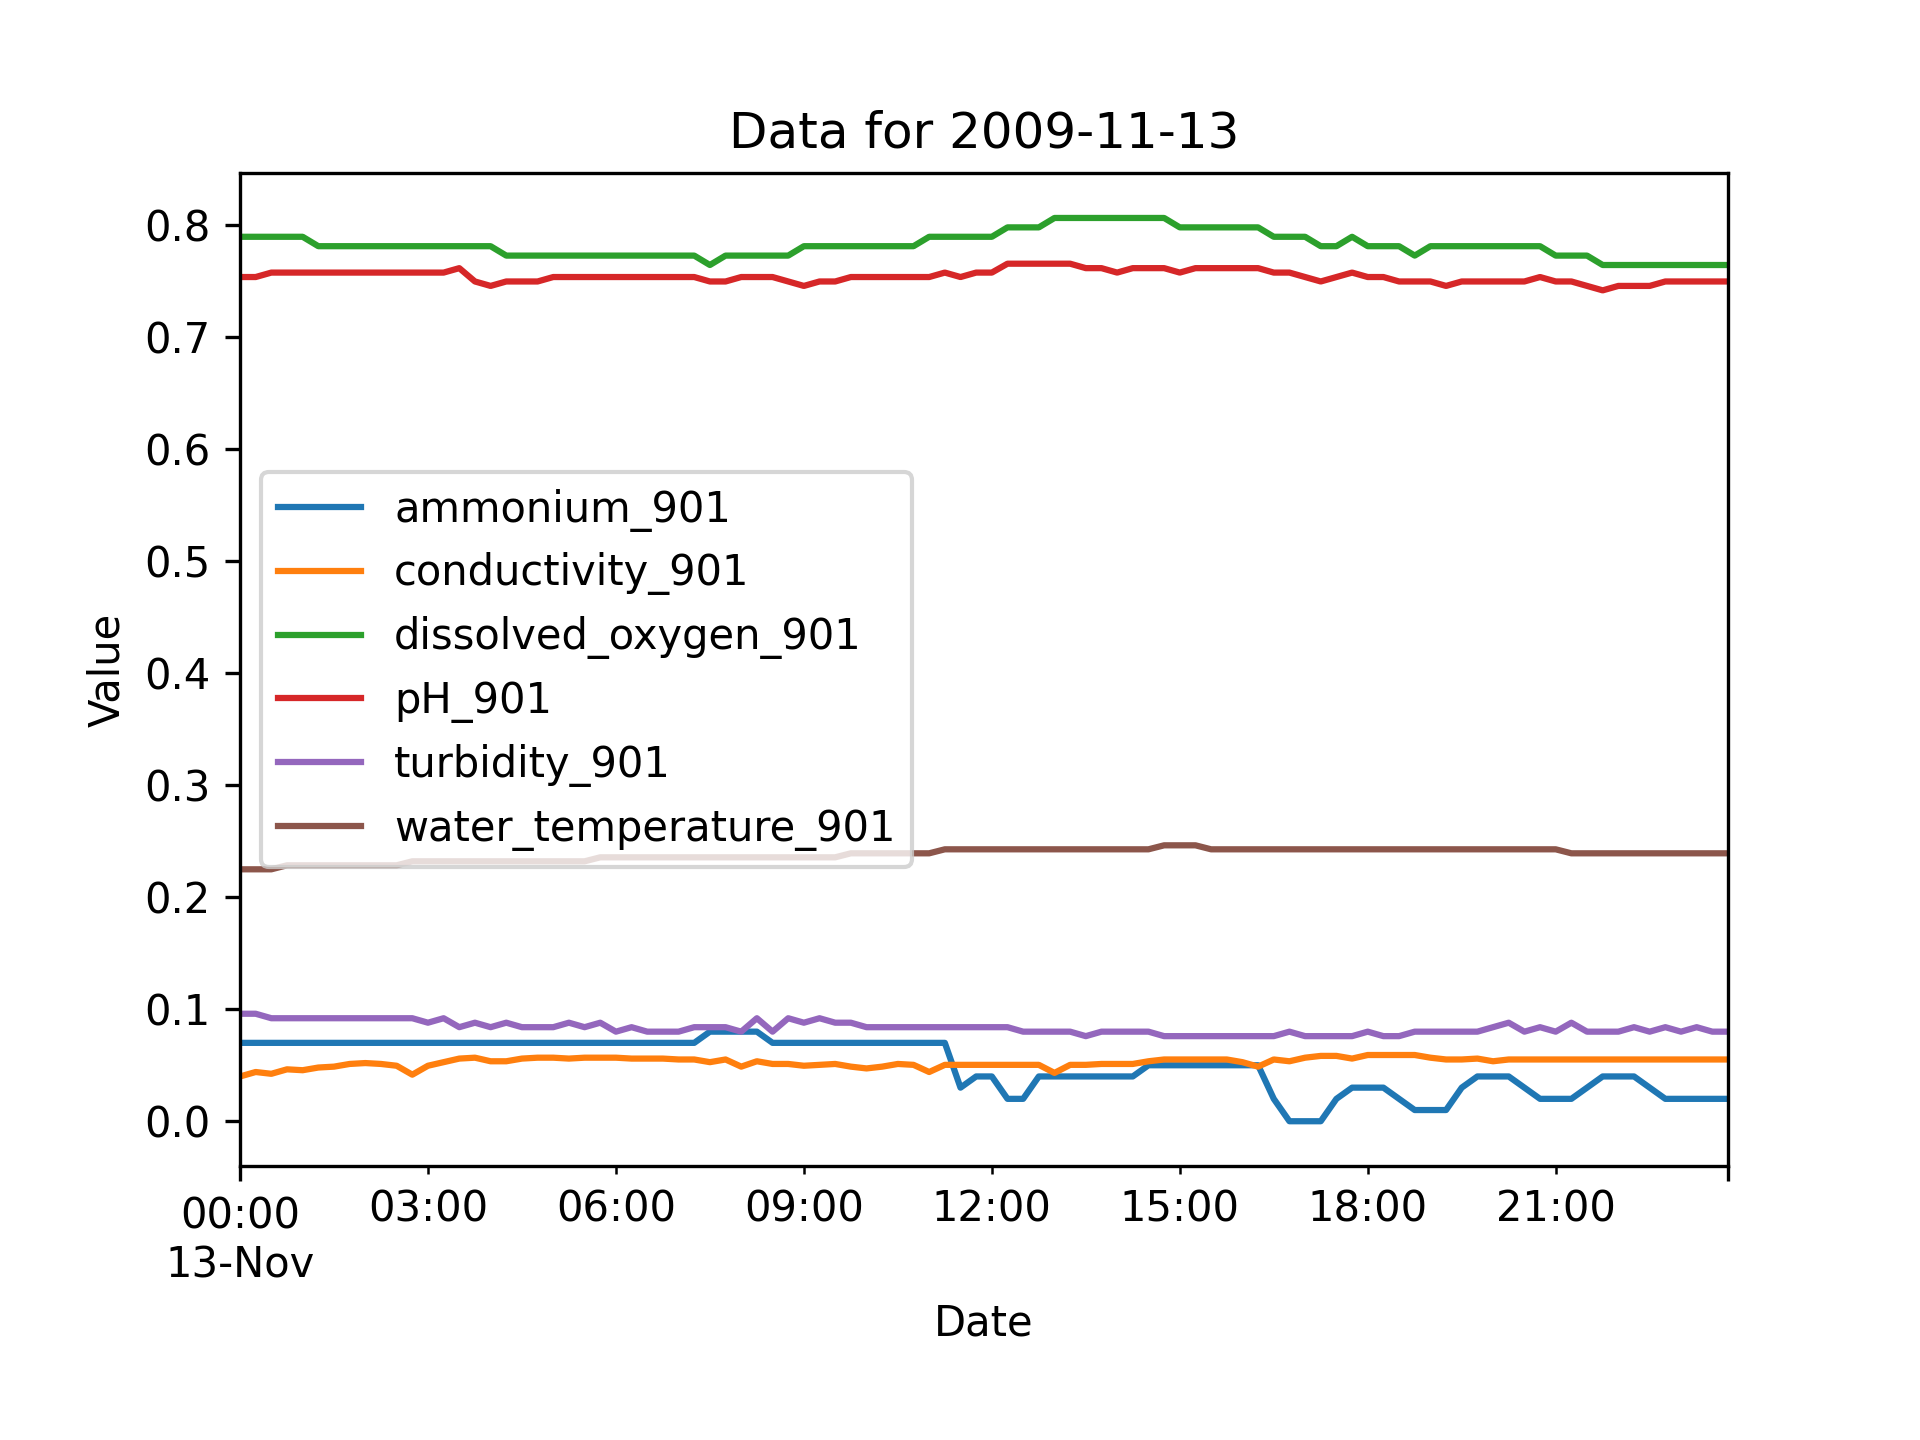 Data for 2009-11-13
Value
0.8
0.7
0.6
0.5
0.4
0.3
0.2
0.1
0.0
ammonium_901
conductivity_901
dissolved_oxygen_901
pH_901
turbidity_901
water_temperature_901
00:00 03:00 06:00 09:00 12:00 15:00 18:00 21:00
13-Nov
Date